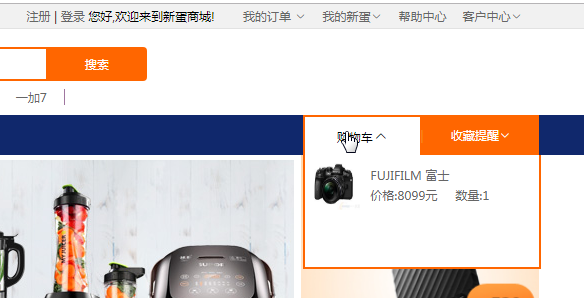 注册 | 登录 您好,欢迎来到新蛋商城! 我的订单 我的新蛋 帮助中心 客户中心
搜索
一加7
购物车 收藏提醒
FUJIFILM 富士
价格:8099元 数量:1